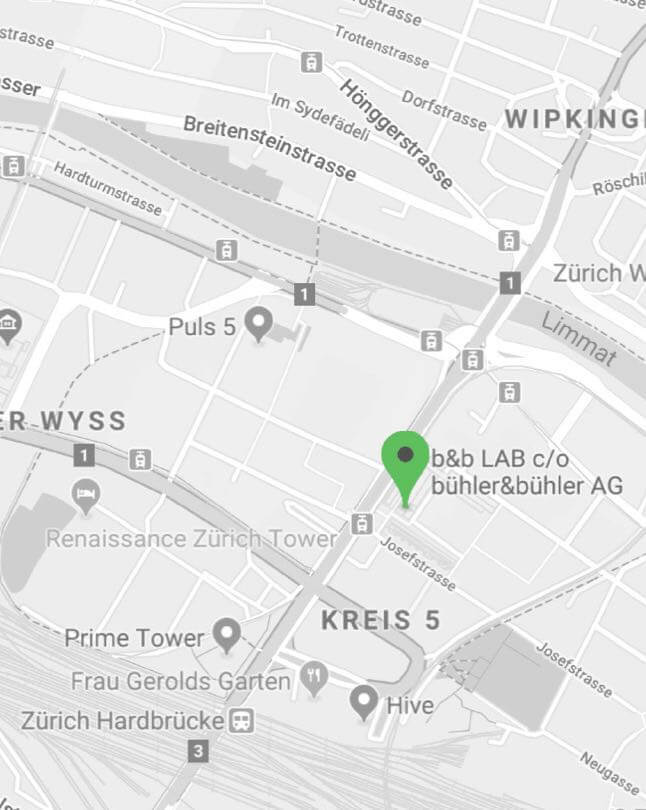 dstrasse
Trottenstrasse
strasse
Hönggerstrasse
Dorfstrasse
Im Sydefädeli
WIPKINGE
sser
Breitensteinstrasse
Hardturmstrasse
Röschi
1
1
Zürich W
Limmat
Puls 5
ER WYSS
1
b&b LAB c/o
bühler&bühler AG
Renaissance Zürich Tower
Josefstrasse
KREIS 5
Prime Tower
Josefstrasse
Frau Gerolds Garten
Hive
Zürich Hardbrücke
3
Neugasse